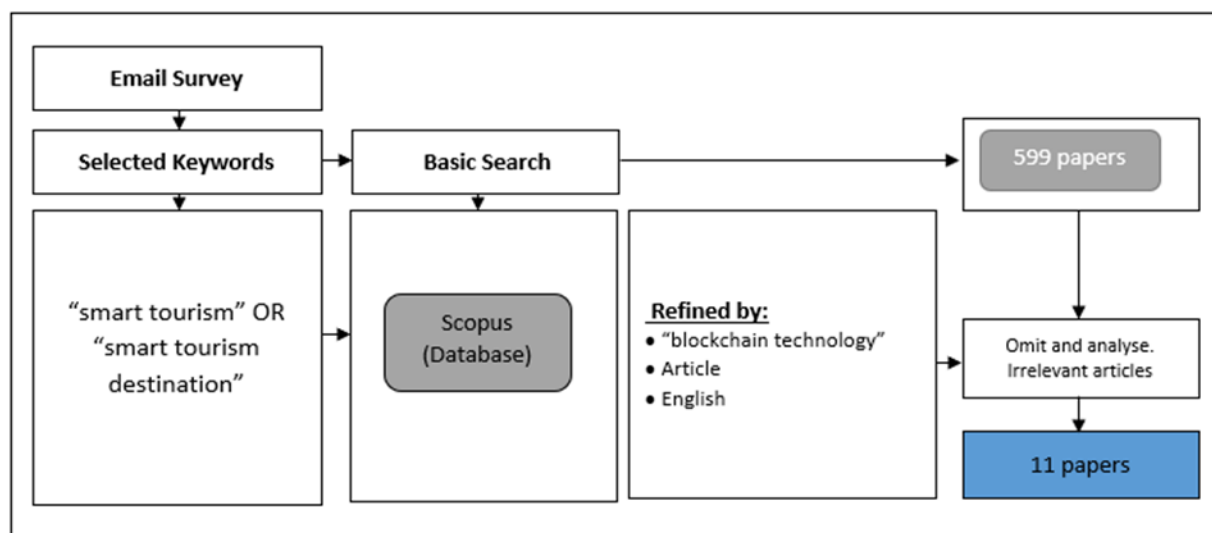 Email Survey
Selected Keywords
Basic Search
599 papers
“smart tourism” OR
“smart tourism
destination”
Scopus
(Database)
Refined by:
• “blockchain technology”
• Article
• English
Omit and analyse.
Irrelevant articles
11 papers